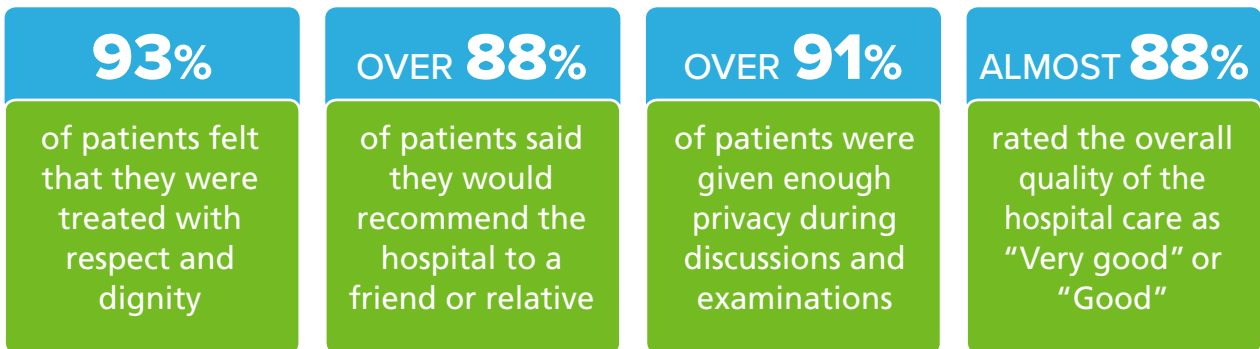 93%
of patients felt
that they were
treated with
respect and
dignity
OVER 88%
of patients said
they would
recommend the
hospital to a
friend or relative
OVER 91%
of patients were
given enough
privacy during
discussions and
examinations
ALMOST 88%
rated the overall
quality of the
hospital care as
“Very good” or
“Good”